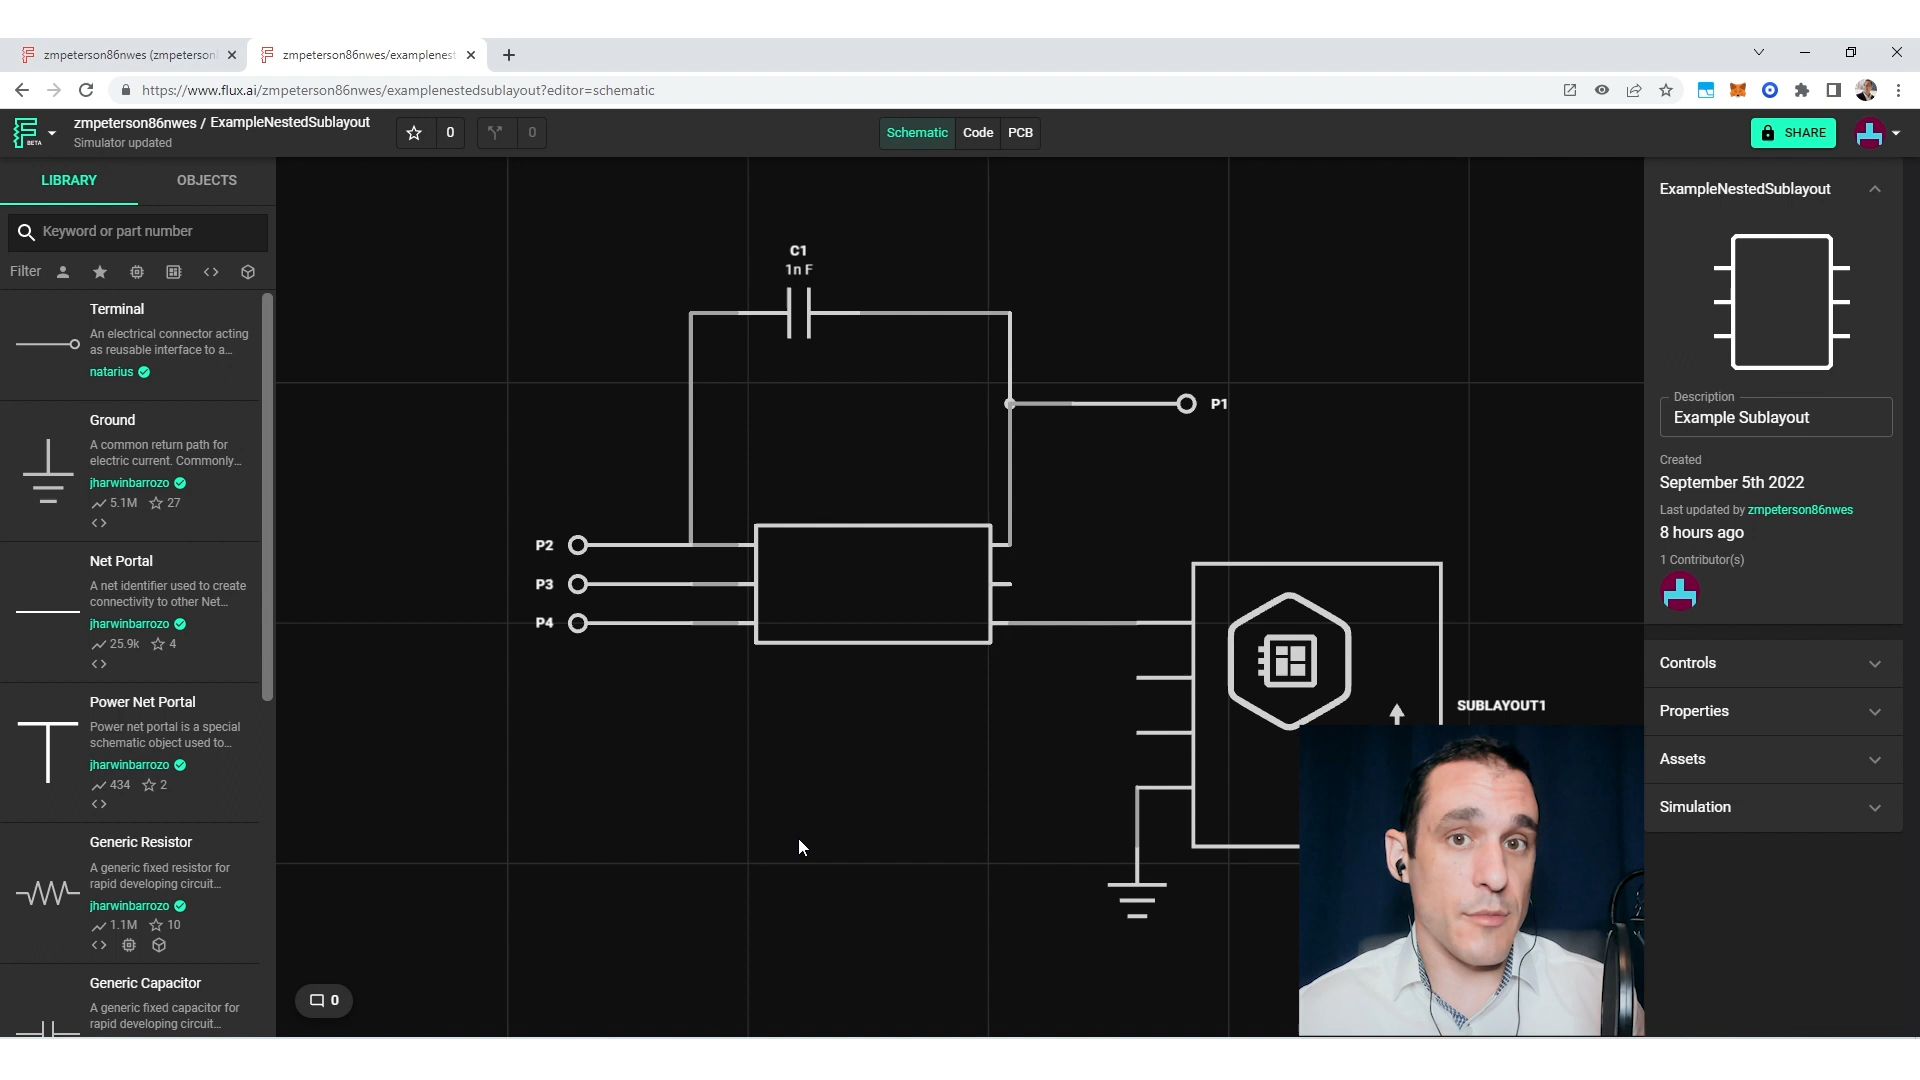 zmpeterson86nwes (zmpeterson
zmpeterson86nwes/examplenest
https://www.flux.ai/zmpeterson86nwes/examplenestedsublayout?editor=schematic
BETA
zmpeterson86nwes / ExampleNestedSublayout
Simulator updated
0
0
Schematic
Code
PCB
SHARE
LIBRARY
OBJECTS
Keyword or part number
Filter
Terminal
An electrical connector acting
as reusable interface to a...
natarius
Ground
A common return path for
electric current. Commonly...
jharwinbarrozo
5.1M
27
Net Portal
A net identifier used to create
connectivity to other Net...
jharwinbarrozo
25.9k
4
Power Net Portal
Power net portal is a special
schematic object used to...
jharwinbarrozo
434
2
Generic Resistor
A generic fixed resistor for
rapid developing circuit...
jharwinbarrozo
1.1M
10
Generic Capacitor
A generic fixed capacitor for
rapid developing circuit...
C1
1n F
P1
P2
P3
P4
SUBLAYOUT1
0
ExampleNestedSublayout
Description
Example Sublayout
Created
September 5th 2022
Last updated by zmpeterson86nwes
8 hours ago
1 Contributor(s)
Controls
Properties
Assets
Simulation